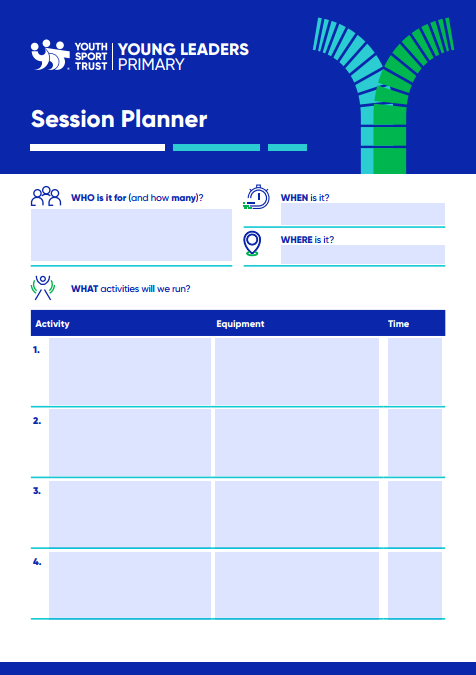 YOUTH
SPORT
TRUST
YOUNG LEADERS
PRIMARY
Session Planner
WHO is it for (and how many)?
WHEN is it?
WHERE is it?
WHAT activities will we run?
Activity Equipment Time
1.
2.
3.
4.